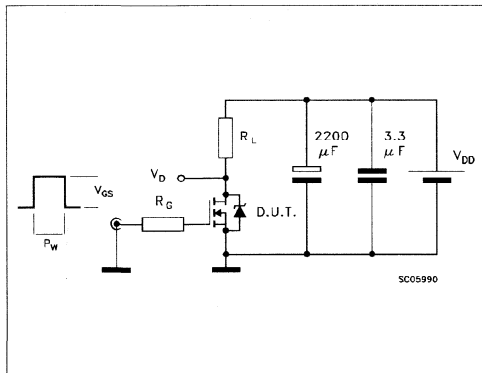 R_L
2200 µF
3.3 µF
V_DD
V_D
V_GS
R_G
D.U.T.
P_W
SC05990